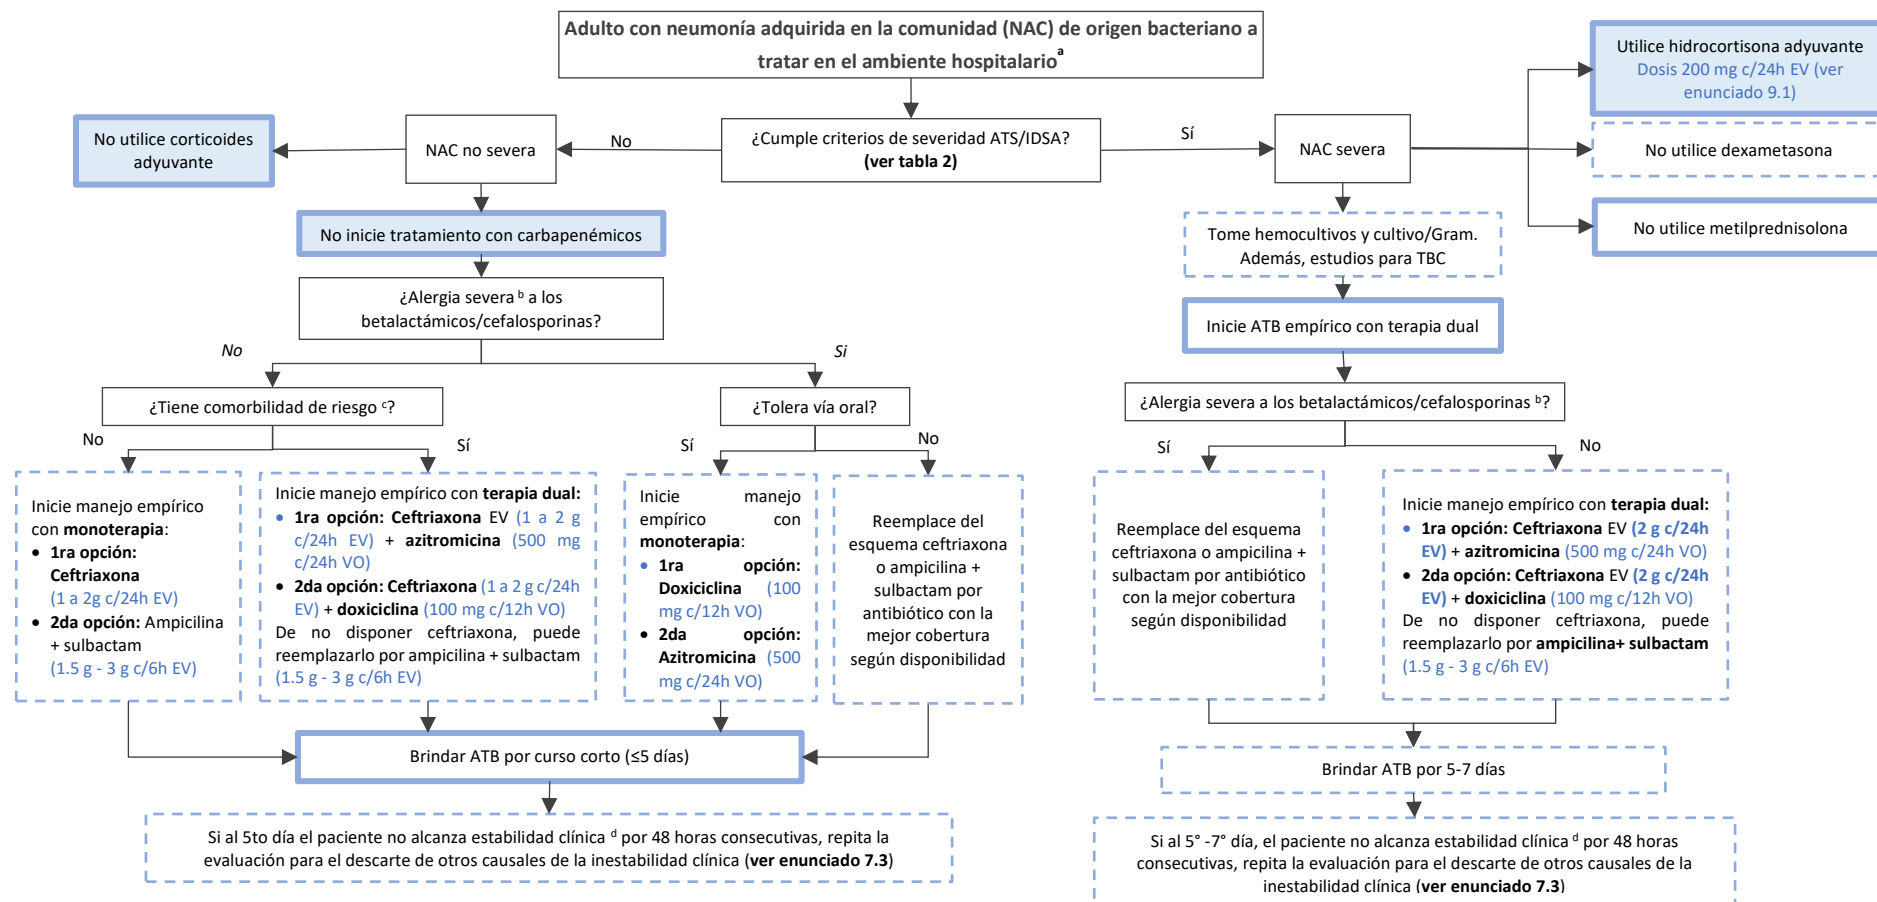 Adulto con neumonía adquirida en la comunidad (NAC) de origen bacteriano a
tratar en el ambiente hospitalario a
Utilice hidrocortisona adyuvante
Dosis 200 mg c/24h EV (ver
enunciado 9.1)
No utilice corticoides
adyuvante
NAC no severa
No
¿Cumple criterios de severidad ATS/IDSA?
(ver tabla 2)
Sí
NAC severa
No utilice dexametasona
No utilice metilprednisolona
No inicie tratamiento con carbapenémicos
Tome hemocultivos y cultivo/Gram.
Además, estudios para TBC
¿Alergia severa b a los
betalactámicos/cefalosporinas?
Inicie ATB empírico con terapia dual
No
Si
¿Tiene comorbilidad de riesgo c?
¿Tolera vía oral?
¿Alergia severa a los betalactámicos/cefalosporinas b?
No
Sí
Sí
No
Sí
No
Inicie manejo empírico
con monoterapia:
• 1ra opción:
Ceftriaxona
(1 a 2g c/24h EV)
• 2da opción: Ampicilina
+ sulbactam
(1.5 g - 3 g c/6h EV)
Inicie manejo empírico con terapia dual:
• 1ra opción: Ceftriaxona EV (1 a 2 g
c/24h EV) + azitromicina (500 mg
c/24h VO)
• 2da opción: Ceftriaxona (1 a 2 g c/24h
EV) + doxiciclina (100 mg c/12h VO)
De no disponer ceftriaxona, puede
reemplazarlo por ampicilina + sulbactam
(1.5 g - 3 g c/6h EV)
Inicie manejo
empírico con
monoterapia:
• 1ra opción:
Doxiciclina (100
mg c/12h VO)
• 2da opción:
Azitromicina (500
mg c/24h VO)
Reemplace del
esquema ceftriaxona
o ampicilina +
sulbactam por
antibiótico con la
mejor cobertura
según disponibilidad
Reemplace del esquema
ceftriaxona o ampicilina +
sulbactam por antibiótico
con la mejor cobertura
según disponibilidad
Inicie manejo empírico con terapia dual:
• 1ra opción: Ceftriaxona EV (2 g c/24h
EV) + azitromicina (500 mg c/24h VO)
• 2da opción: Ceftriaxona EV (2 g c/24h
EV) + doxiciclina (100 mg c/12h VO)
De no disponer ceftriaxona, puede
reemplazarlo por ampicilina+ sulbactam
(1.5 g - 3 g c/6h EV)
Brindar ATB por curso corto (≤5 días)
Brindar ATB por 5-7 días
Si al 5to día el paciente no alcanza estabilidad clínica d por 48 horas consecutivas, repita la
evaluación para el descarte de otros causales de la inestabilidad clínica (ver enunciado 7.3)
Si al 5° -7° día, el paciente no alcanza estabilidad clínica d por 48 horas
consecutivas, repita la evaluación para el descarte de otros causales de la
inestabilidad clínica (ver enunciado 7.3)